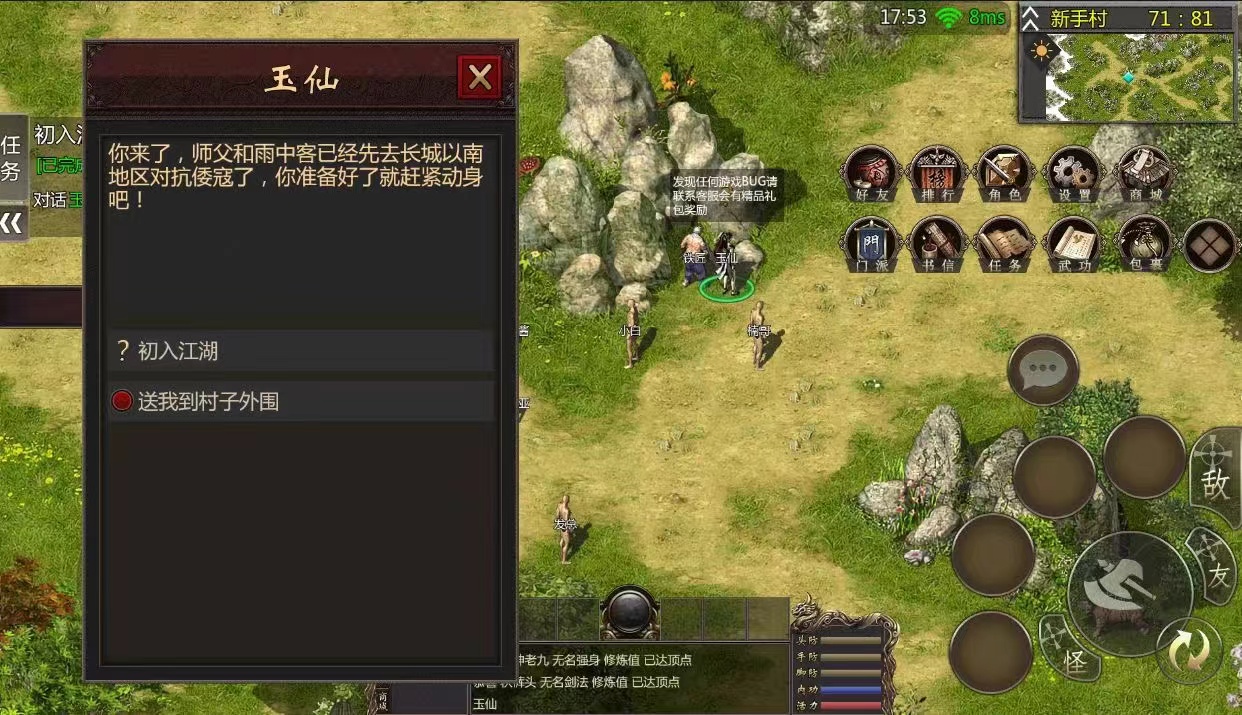 17:53
8ms
新手村
71：81
玉仙
任务
初入
[已完
对话
你来了，师父和雨中客已经先去长城以南
地区对抗倭寇了，你准备好了就赶紧动身
吧！
? 初入江湖
送我到村子外围
发现任何游戏BUG请
联系客服会有精品礼
包奖励
好友
排行
角色
设置
商城
门派
书信
任务
武功
包裹
铁匠
玉仙
小白
楠哥
敌
友
怪
老九 无名强身 修炼值 已达顶点
无名剑法 修炼值 已达顶点
玉仙
头防
手防
脚防
内功
活力